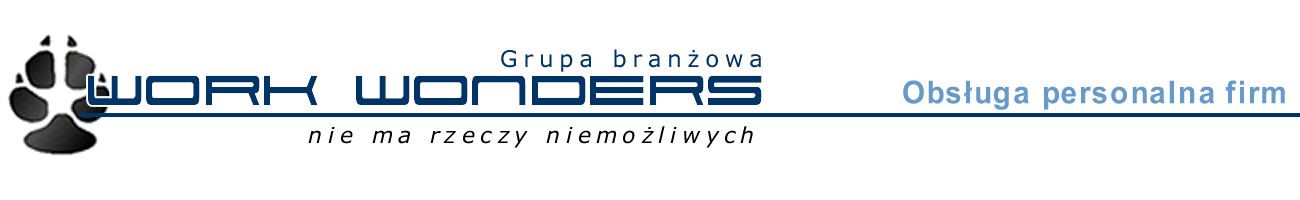 Grupa branżowa
WORK WONDERS
Obsługa personalna firm
nie ma rzeczy niemożliwych